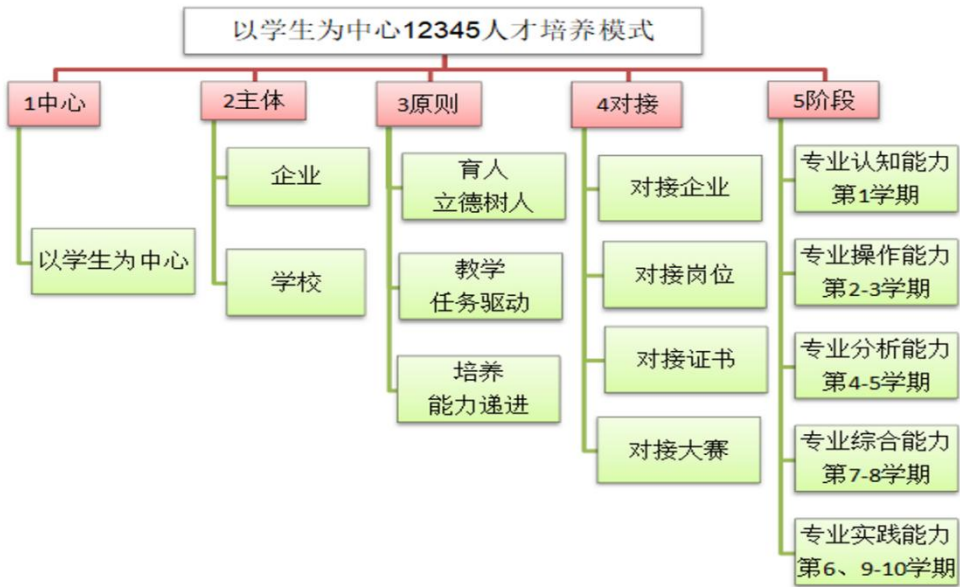 以学生为中心12345人才培养模式
1中心
以学生为中心
2主体
企业
学校
3原则
育人
立德树人
教学
任务驱动
培养
能力递进
4对接
对接企业
对接岗位
对接证书
对接大赛
5阶段
专业认知能力
第1学期
专业操作能力
第2-3学期
专业分析能力
第4-5学期
专业综合能力
第7-8学期
专业实践能力
第6、9-10学期